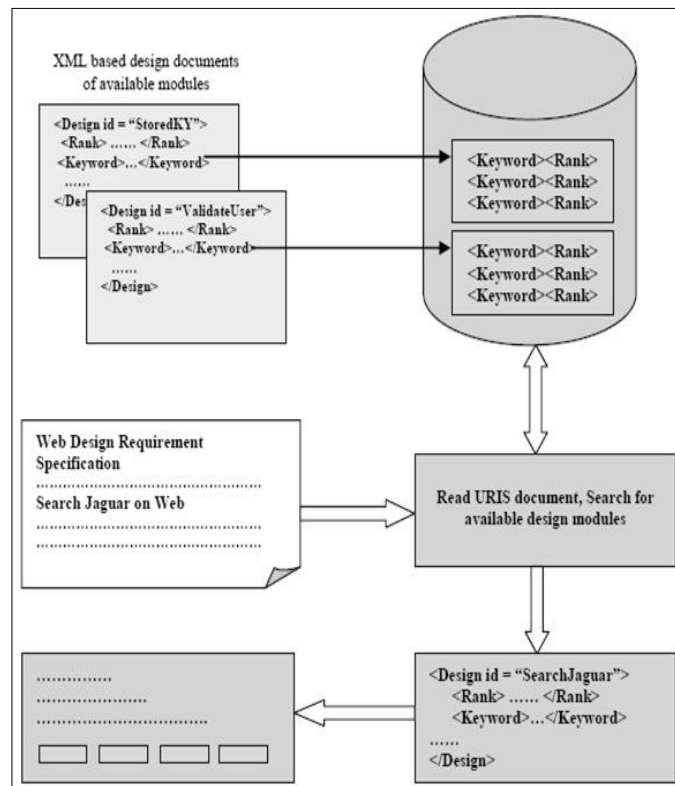 XML based design documents
of available modules
<Design id = “StoredKY”>
<Rank> ...... </Rank>
<Keyword>...</Keyword>
......
</Des
<Design id = “ValidateUser”>
<Rank> ...... </Rank>
<Keyword>...</Keyword>
......
</Design>
<Keyword><Rank>
<Keyword><Rank>
<Keyword><Rank>
<Keyword><Rank>
<Keyword><Rank>
<Keyword><Rank>
Web Design Requirement
Specification
....................................................
Search Jaguar on Web
....................................................
....................................................
Read URIS document, Search for
available design modules
<Design id = “SearchJaguar”>
<Rank> ...... </Rank>
<Keyword>...</Keyword>
......
</Design>
...............
......................
..................................